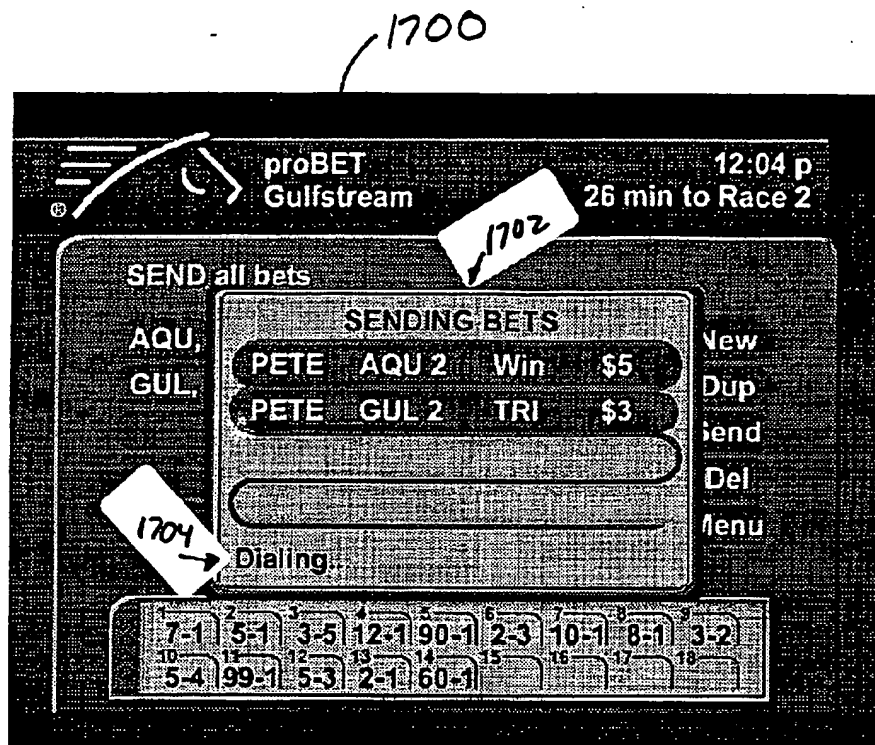 1700
proBET 12:04 p
Gulfstream 26 min to Race 2
®
1702
SEND all bets
SENDING BETS
AQU,
GUL,
PETE AQU 2 Win $5
PETE GUL 2 TRI $3
New
Dup
Send
Del
Menu
1704
Dialing..
1 2 3 4 5 6 7 8 9
7-1 5-1 3-5 12-1 90-1 2-3 10-1 8-1 3-2
10 11 12 13 14 15 16 17 18
5-4 99-1 5-3 2-1 60-1